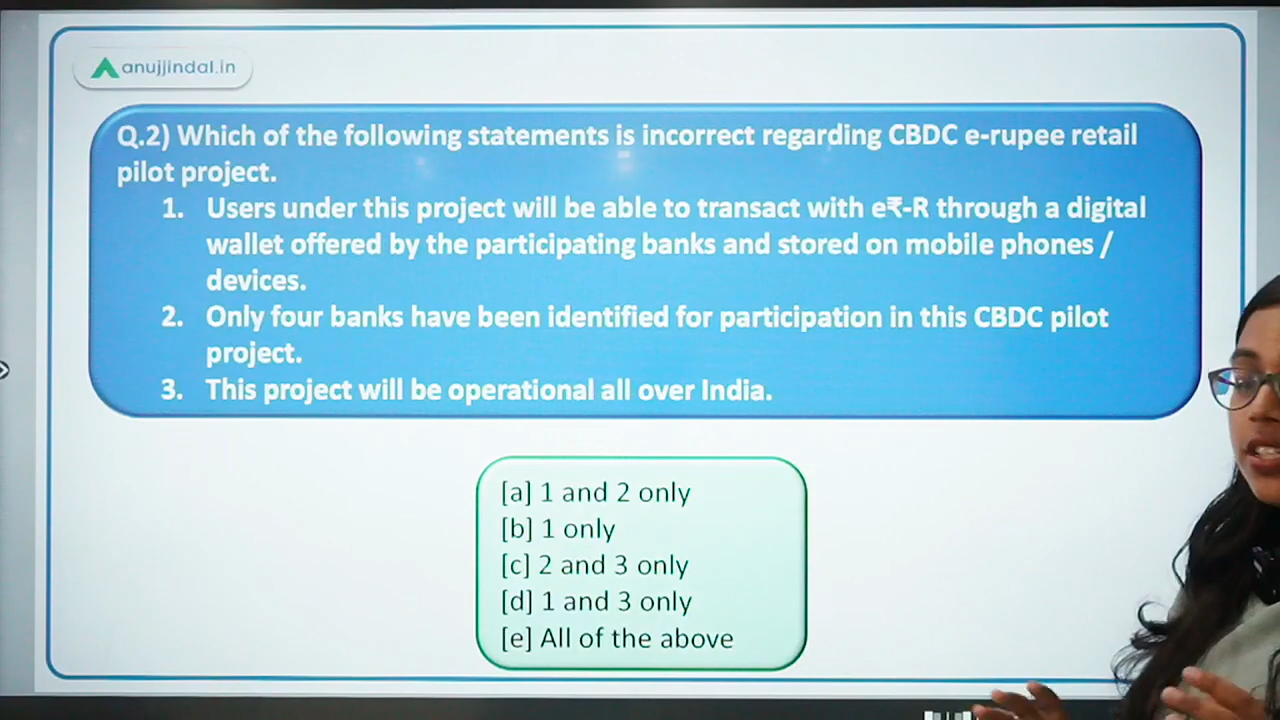 anujjindal.in
Q.2) Which of the following statements is incorrect regarding CBDC e-rupee retail
pilot project.
1. Users under this project will be able to transact with e₹-R through a digital
wallet offered by the participating banks and stored on mobile phones /
devices.
2. Only four banks have been identified for participation in this CBDC pilot
project.
3. This project will be operational all over India.
[a] 1 and 2 only
[b] 1 only
[c] 2 and 3 only
[d] 1 and 3 only
[e] All of the above